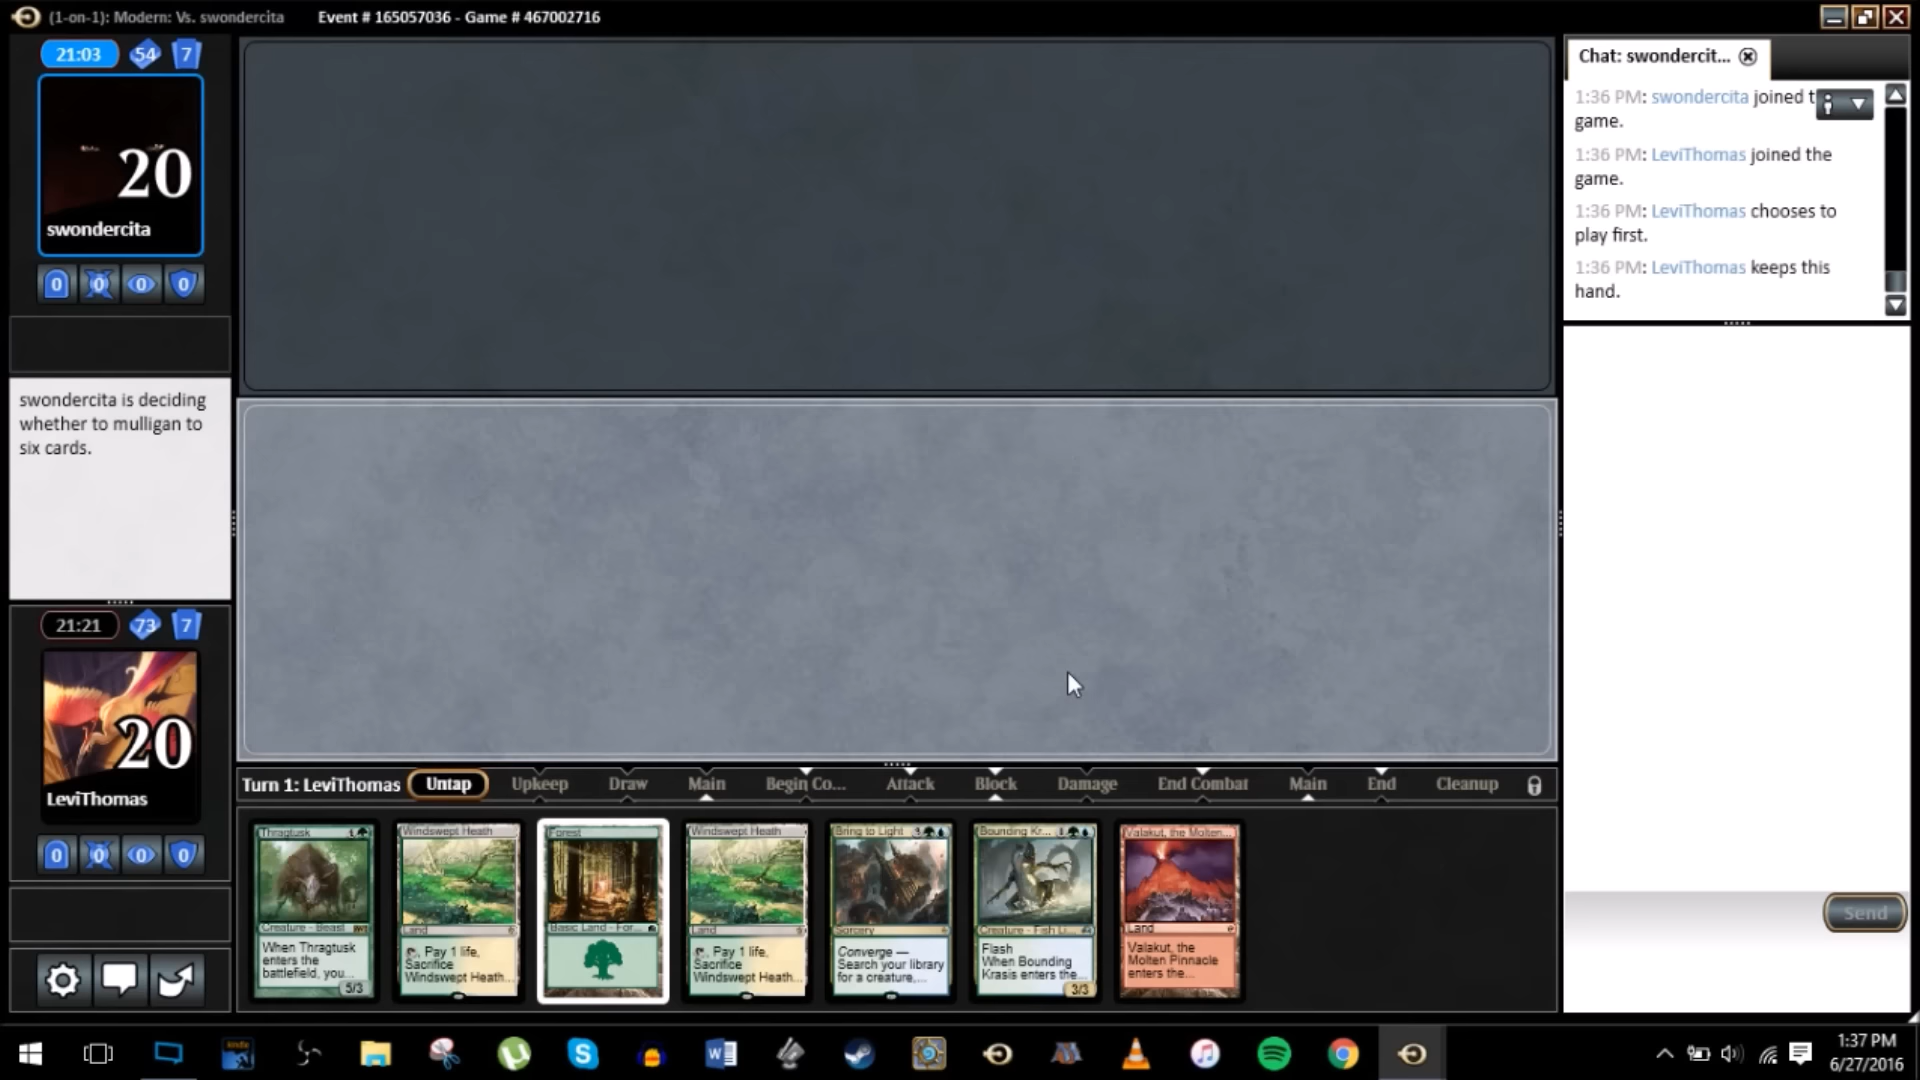 (1-on-1): Modern: Vs. swondercita
Event # 165057036 - Game # 467002716
21:03
54
7
20
swondercita
0
0
0
0
swondercita is deciding
whether to mulligan to
six cards.
21:21
73
7
20
LeviThomas
0
0
0
0
Turn 1: LeviThomas
Untap
Upkeep
Draw
Main
Begin Co...
Attack
Block
Damage
End Combat
Main
End
Cleanup
Thragtusk
Creature - Beast
When Thragtusk
enters the
battlefield, you...
5/3
Windswept Heath
Land
, Pay 1 life,
Sacrifice
Windswept Heath...
Forest
Basic Land - For...
Windswept Heath
Land
, Pay 1 life,
Sacrifice
Windswept Heath...
Bring to Light
Sorcery
Converge —
Search your library
for a creature,...
Bounding Kr...
Creature - Fish Li...
Flash
When Bounding
Krasis enters the...
3/3
Valakut, the Molten...
Land
Valakut, the
Molten Pinnacle
enters the...
Chat: swondercit...
1:36 PM: swondercita joined t
game.
1:36 PM: LeviThomas joined the
game.
1:36 PM: LeviThomas chooses to
play first.
1:36 PM: LeviThomas keeps this
hand.
Send
kindle
1:37 PM
6/27/2016